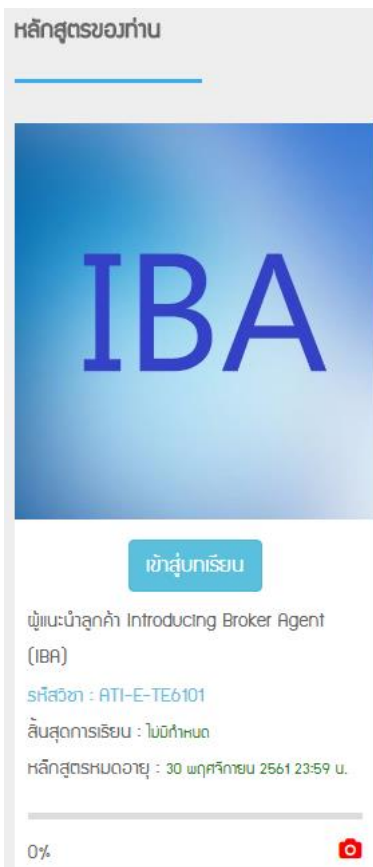 หลักสูตรของท่าน
IBA
เข้าสู่บทเรียน
ผู้แนะนำลูกค้า Introducing Broker Agent
(IBA)
รหัสวิชา : ATI-E-TE6101
สิ้นสุดการเรียน : ไม่มีกำหนด
หลักสูตรหมดอายุ : 30 พฤศจิกายน 2561 23:59 น.
0%